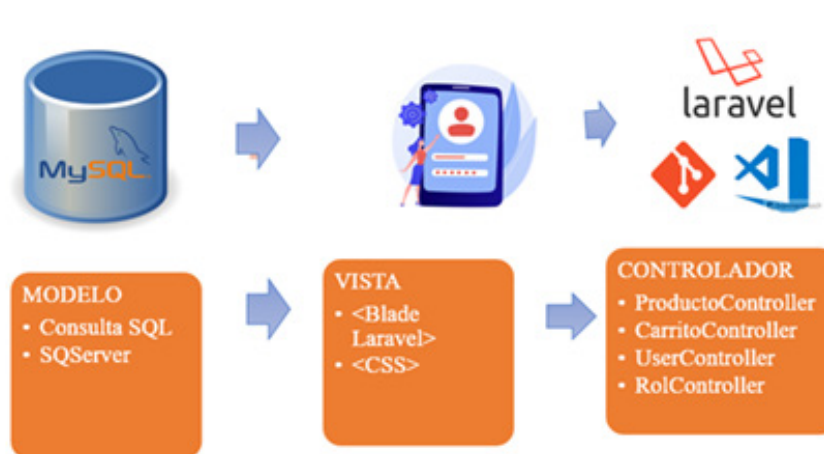 MySQL
laravel
MODELO
• Consulta SQL
• SQServer
VISTA
• <Blade
Laravel>
• <CSS>
CONTROLADOR
• ProductoController
• CarritoController
• UserController
• RolController